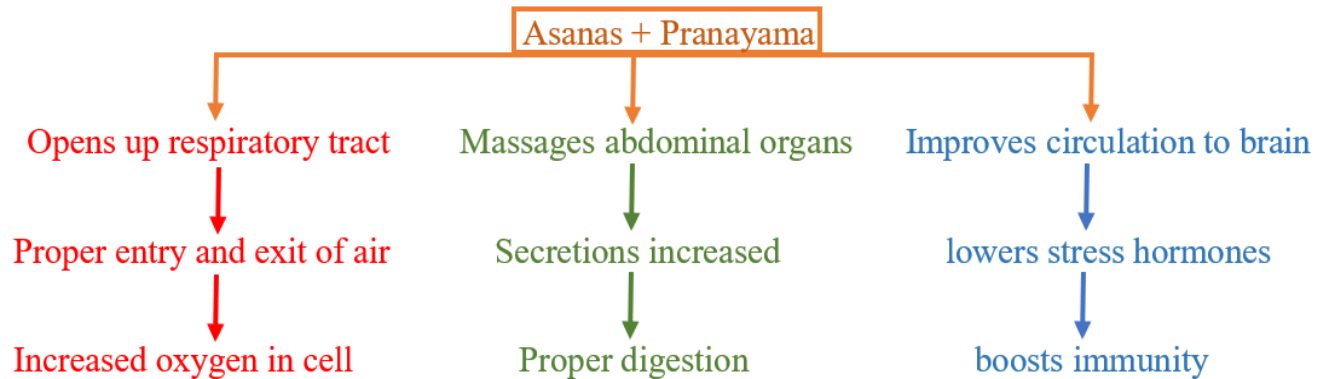 Asanas + Pranayama
Opens up respiratory tract
Massages abdominal organs
Improves circulation to brain
Proper entry and exit of air
Secretions increased
lowers stress hormones
Increased oxygen in cell
Proper digestion
boosts immunity